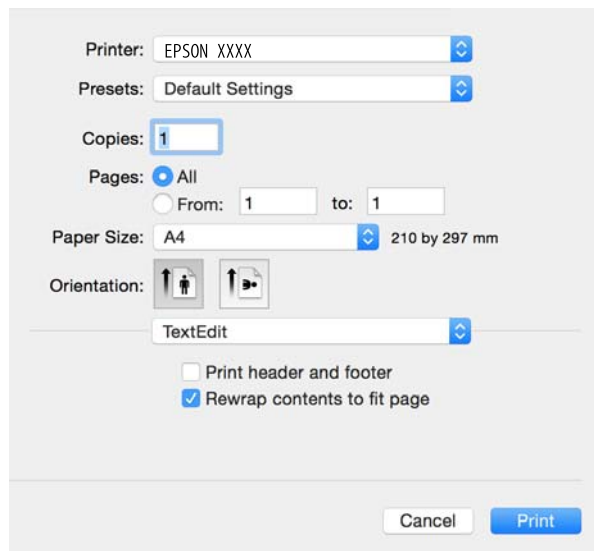 Printer: EPSON XXXX
Presets: Default Settings
Copies: 1
Pages: All
From: 1 to: 1
Paper Size: A4 210 by 297 mm
Orientation:
TextEdit
Print header and footer
Rewrap contents to fit page
Cancel Print